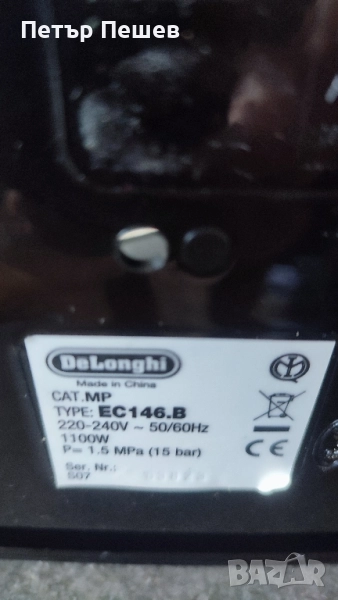 Петър Пешев
DeLonghi
Made in China
CAT.MP
TYPE: EC146.B
220-240V ~ 50/60Hz
1100W
P= 1.5 MPa (15 bar)
Ser. Nr.:
507
CE
bazar